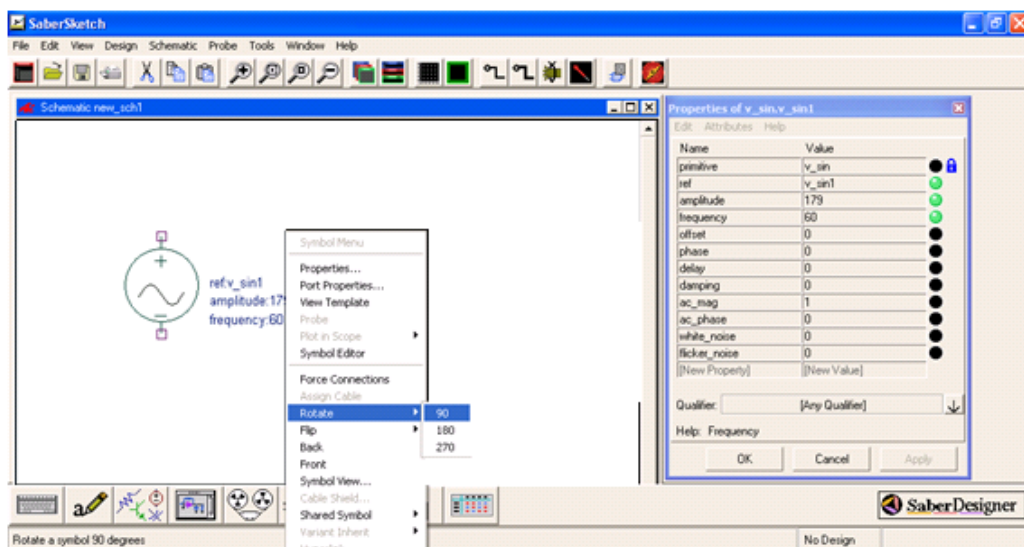 SaberSketch
File Edit View Design Schematic Probe Tools Window Help
Schematic new_sch1
ref:v_sin1
amplitude:179
frequency:60
Symbol Menu
Properties...
Port Properties...
View Template
Probe
Plot in Scope
Symbol Editor
Force Connections
Assign Cable
Rotate
Flip
Back
Front
Symbol View...
Cable Shield...
Shared Symbol
Variant Inherit
90
180
270
Properties of v_sin.v_sin1
Edit Attributes Help
Name Value
primitive v_sin
ref v_sin1
amplitude 179
frequency 60
offset 0
phase 0
delay 0
damping 0
ac_mag 1
ac_phase 0
white_noise 0
flicker_noise 0
[New Property] [New Value]
Qualifier: [Any Qualifier]
Help: Frequency
OK Cancel Apply
a
SaberDesigner
Rotate a symbol 90 degrees
No Design